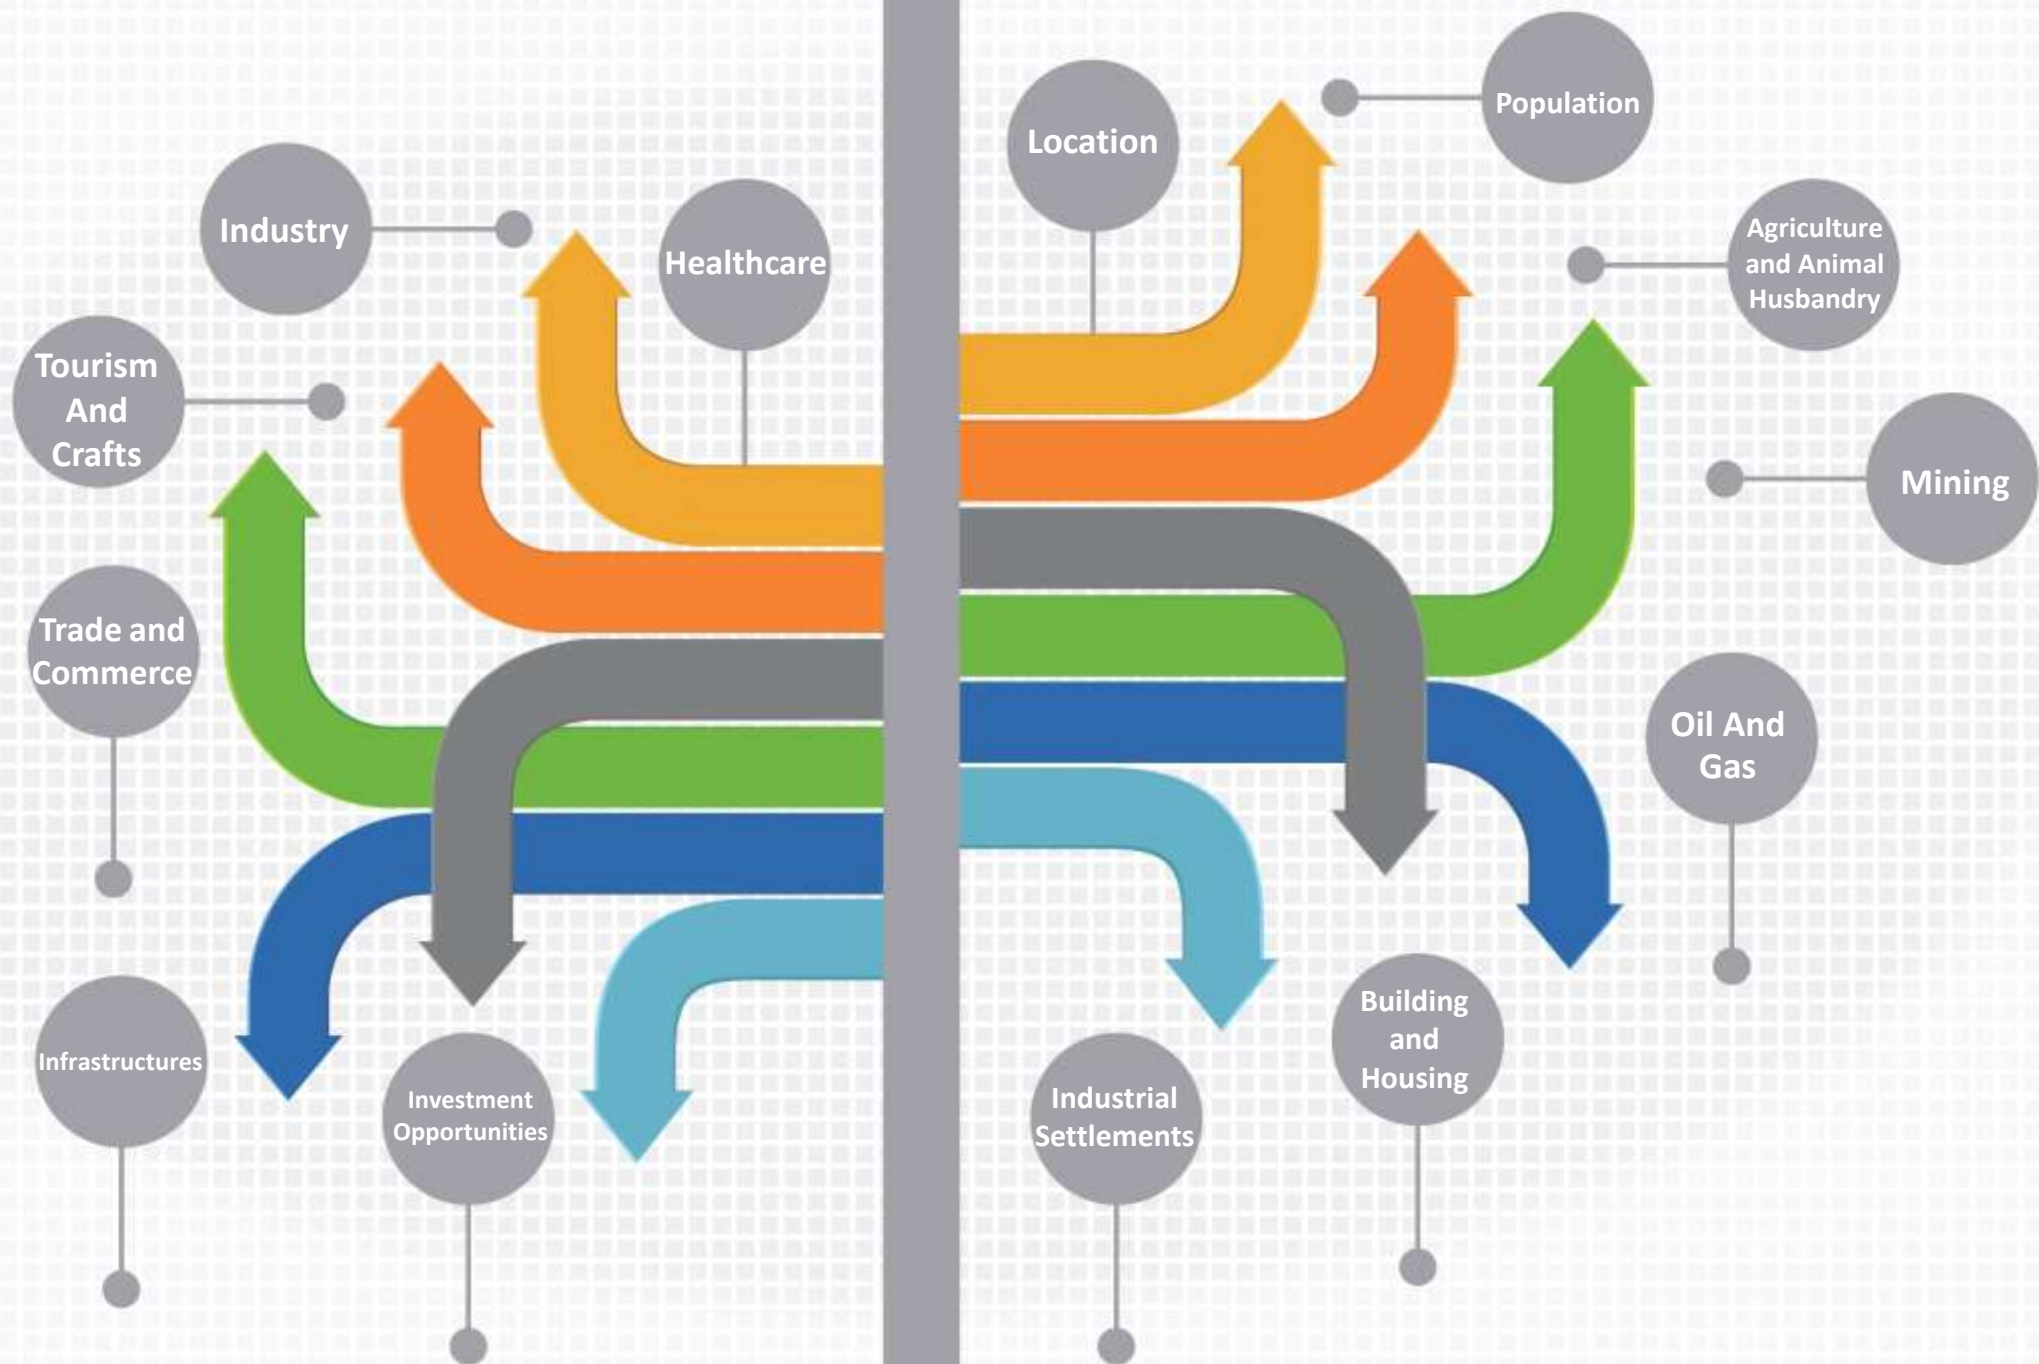 Population
Location
Industry
Healthcare
Agriculture
and Animal
Husbandry
Tourism
And
Crafts
Mining
Trade and
Commerce
Oil And
Gas
Infrastructures
Investment
Opportunities
Industrial
Settlements
Building
and
Housing